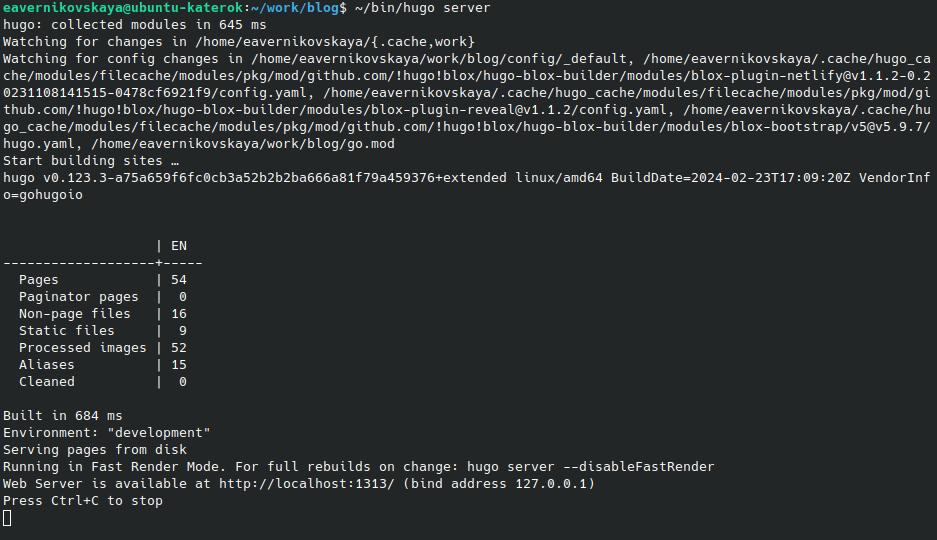 eavernikovskaya@ubuntu-katerok:~/work/blog$ ~/bin/hugo server
hugo: collected modules in 645 ms
Watching for changes in /home/eavernikovskaya/{.cache,work}
Watching for config changes in /home/eavernikovskaya/work/blog/config/_default, /home/eavernikovskaya/.cache/hugo_ca
che/modules/filecache/modules/pkg/mod/github.com/!hugo!blox/hugo-blox-builder/modules/blox-plugin-netlify@v1.1.2-0.2
0231108141515-0478cf6921f9/config.yaml, /home/eavernikovskaya/.cache/hugo_cache/modules/filecache/modules/pkg/mod/gi
thub.com/!hugo!blox/hugo-blox-builder/modules/blox-plugin-reveal@v1.1.2/config.yaml, /home/eavernikovskaya/.cache/hu
go_cache/modules/filecache/modules/pkg/mod/github.com/!hugo!blox/hugo-blox-builder/modules/blox-bootstrap/v5@v5.9.7/
hugo.yaml, /home/eavernikovskaya/work/blog/go.mod
Start building sites …
hugo v0.123.3-a75a659f6fc0cb3a52b2b2ba666a81f79a459376+extended linux/amd64 BuildDate=2024-02-23T17:09:20Z VendorInf
o=gohugoio
                   | EN
-------------------+-----
  Pages            | 54
  Paginator pages  |  0
  Non-page files   | 16
  Static files     |  9
  Processed images | 52
  Aliases          | 15
  Cleaned          |  0
Built in 684 ms
Environment: "development"
Serving pages from disk
Running in Fast Render Mode. For full rebuilds on change: hugo server --disableFastRender
Web Server is available at http://localhost:1313/ (bind address 127.0.0.1)
Press Ctrl+C to stop